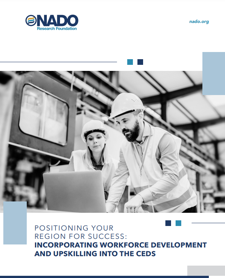 NADO
Research Foundation
nado.org
POSITIONING YOUR
REGION FOR SUCCESS:
INCORPORATING WORKFORCE DEVELOPMENT
AND UPSKILLING INTO THE CEDS